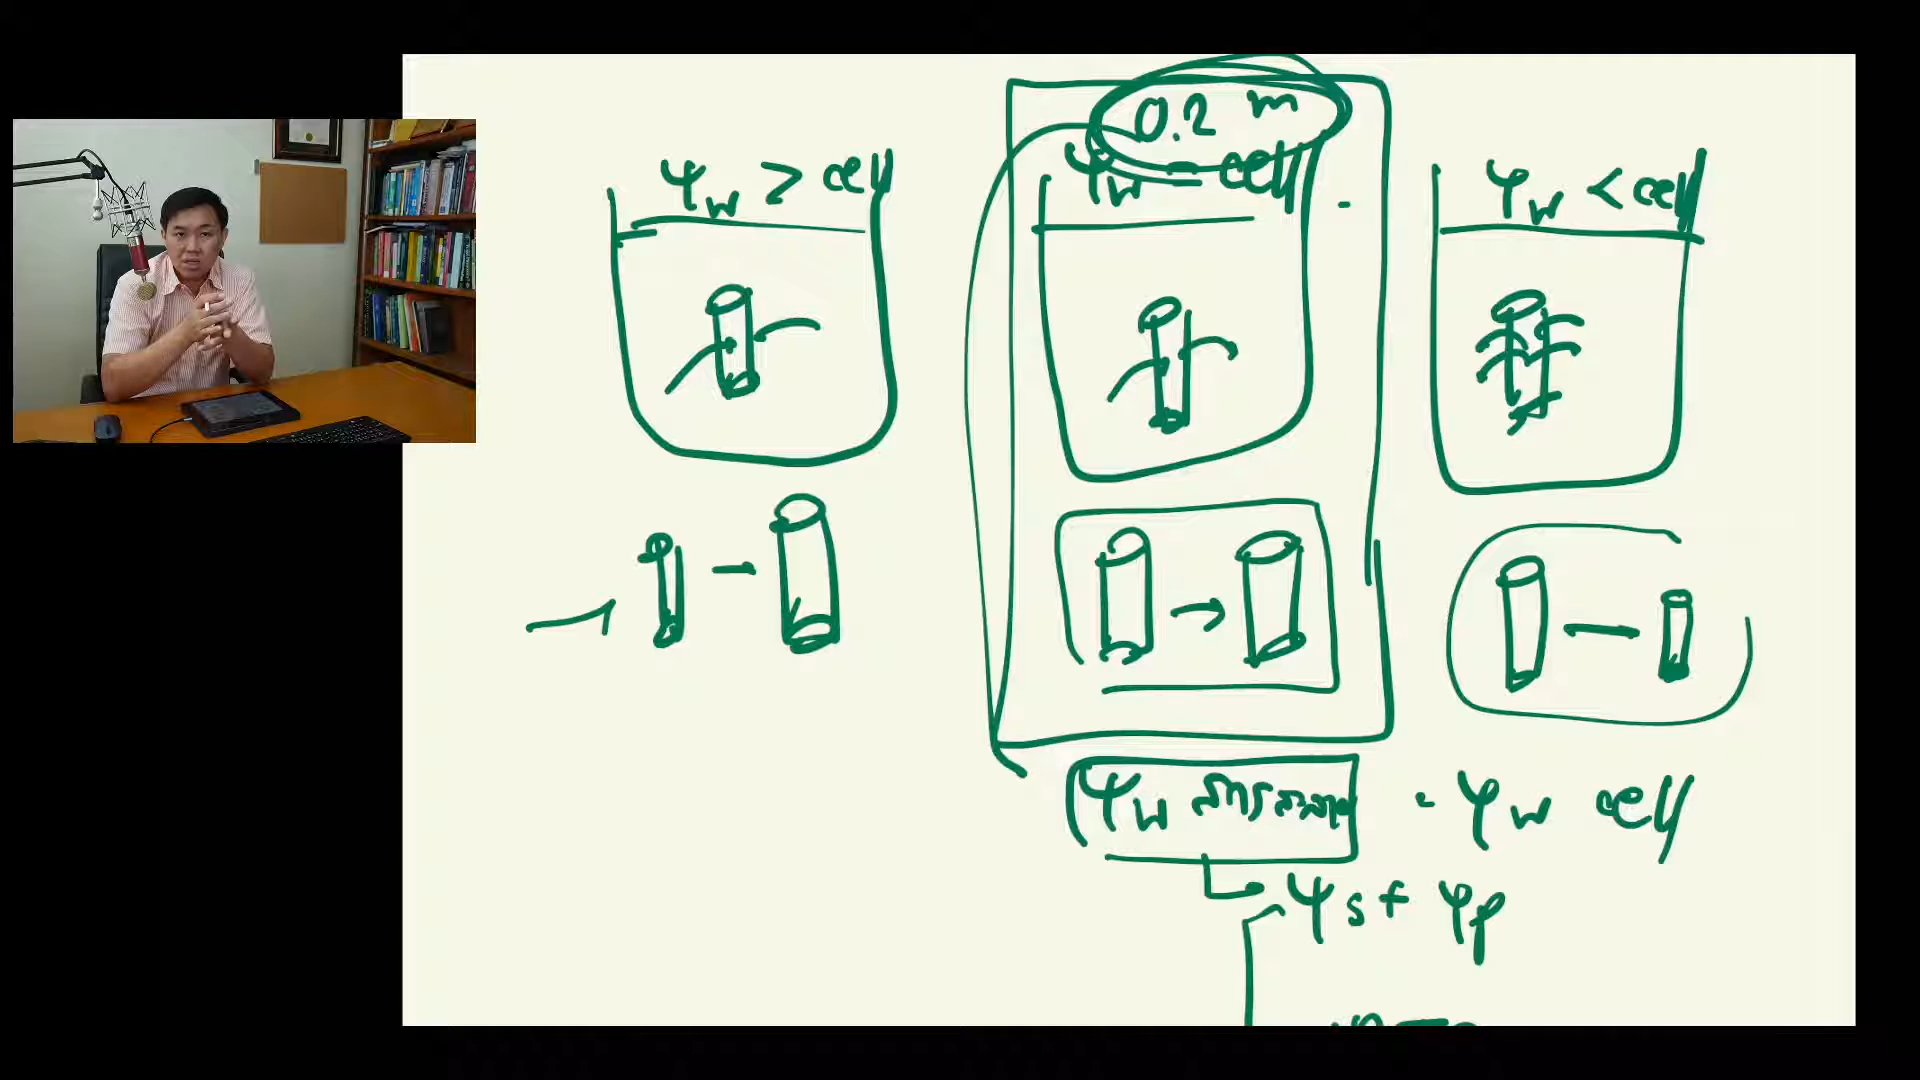 0.2 m
Ψw > cell
Ψw = cell
Ψw < cell
Ψw สารละลาย = Ψw cell
Ψs + Ψp